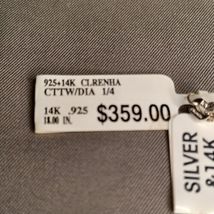 925+14K CLRENHA
CTTW/DIA 1/4
14K .925
18.00 IN.
$359.00
SILVER
&14K